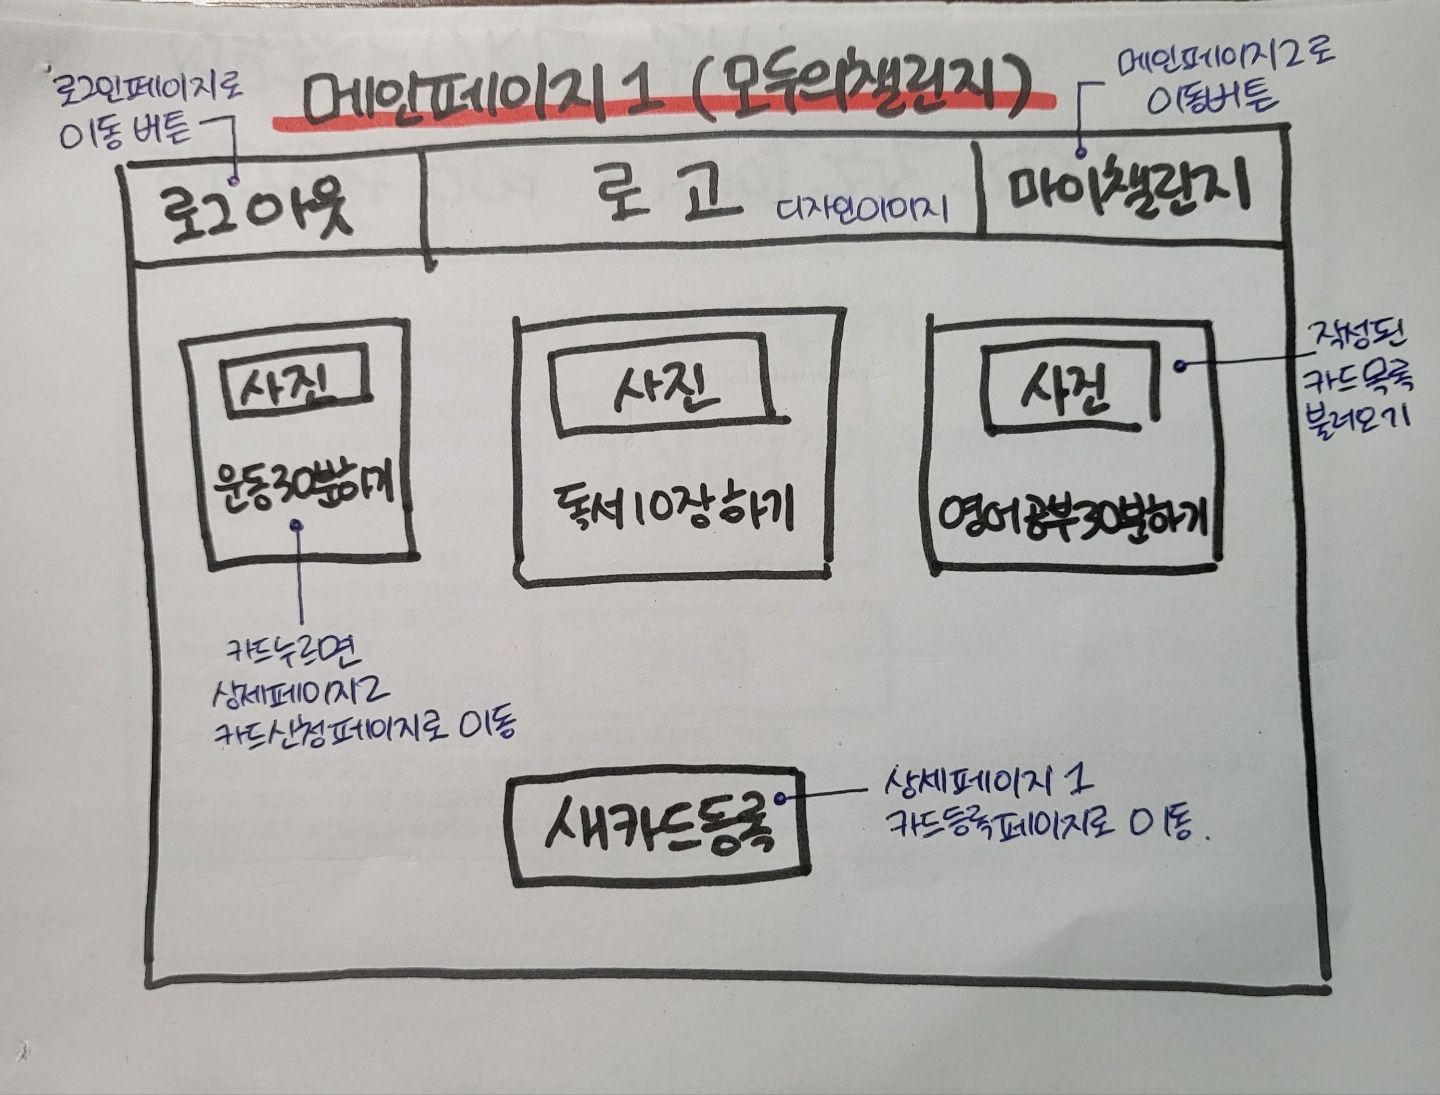 메인페이지 1 (모두의챌린지)
로그인페이지로
이동 버튼
메인페이지2로
이동버튼
로그아웃
로고
디자인이미지
마이챌린지
사진
사진
사진
작성된
카드 목록
불러오기
운동30분하기
독서10장하기
영어공부30분하기
카드누르면
상세페이지2
카드신청페이지로 이동
새카드등록
상세페이지 1
카드등록페이지로 이동.